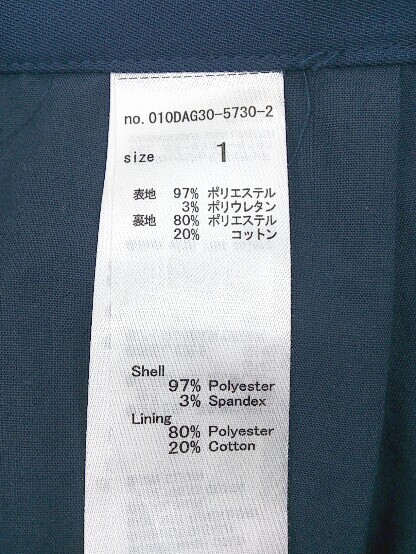 no. 010DAG30-5730-2
size 1
表地 97% ポリエステル
3% ポリウレタン
裏地 80% ポリエステル
20% コットン
Shell
97% Polyester
3% Spandex
Lining
80% Polyester
20% Cotton